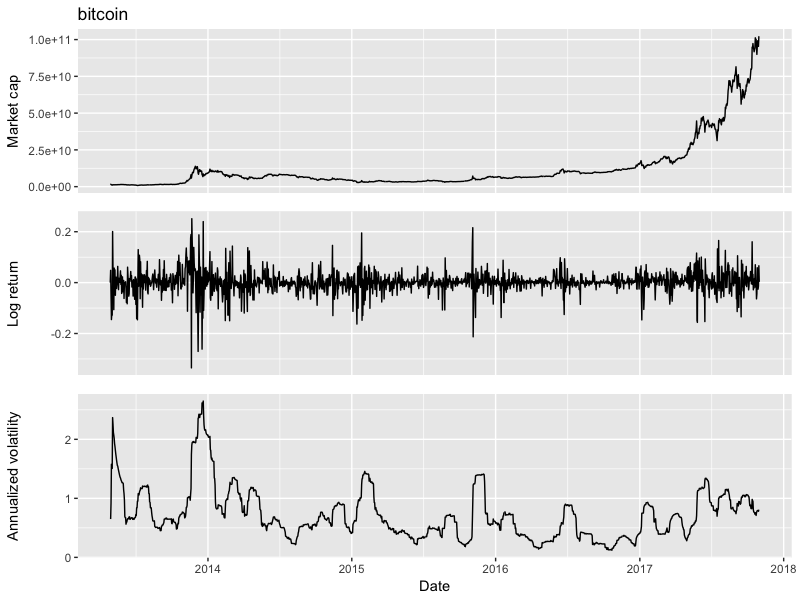 bitcoin
Market cap
1.0e+11
7.5e+10
5.0e+10
2.5e+10
0.0e+00
Log return
0.2
0.0
-0.2
Annualized volatility
2
1
0
2014 2015 2016 2017 2018
Date